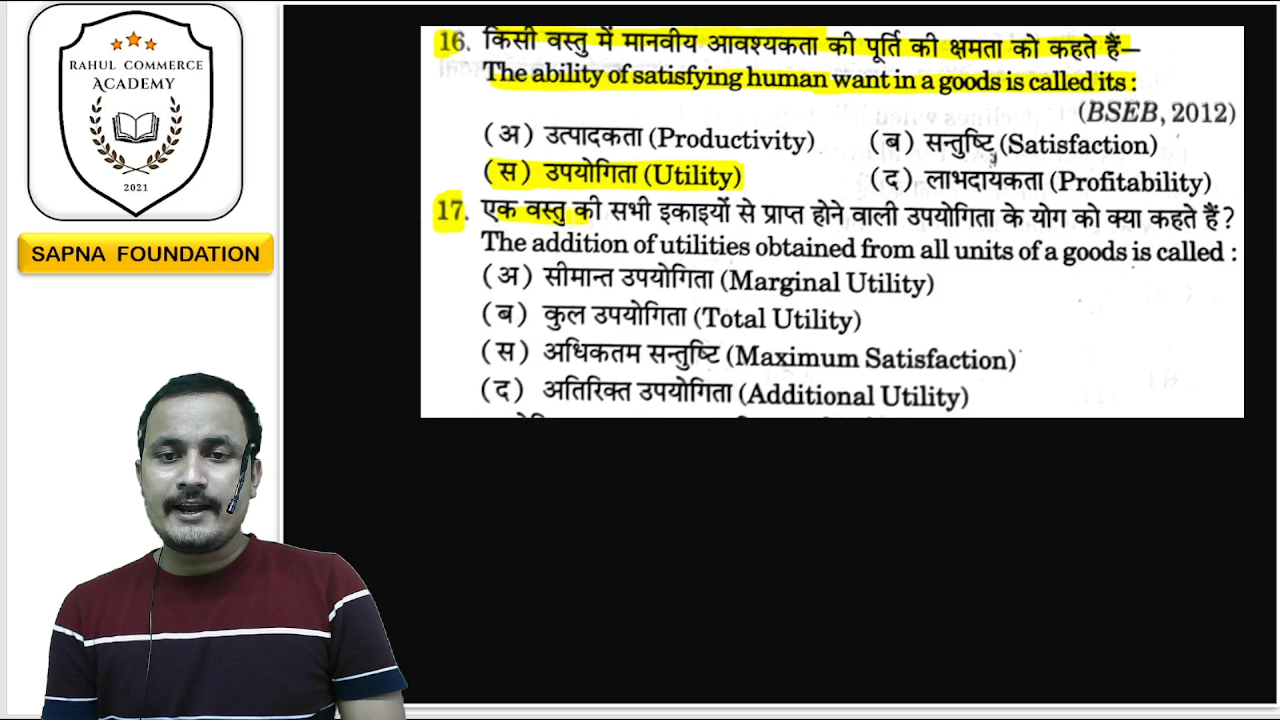 RAHUL COMMERCE
ACADEMY
2021
SAPNA FOUNDATION
16. किसी वस्तु में मानवीय आवश्यकता की पूर्ति की क्षमता को कहते हैं—
The ability of satisfying human want in a goods is called its :
(BSEB, 2012)
(अ) उत्पादकता (Productivity) (ब) सन्तुष्टि (Satisfaction)
(स) उपयोगिता (Utility) (द) लाभदायकता (Profitability)
17. एक वस्तु की सभी इकाइयों से प्राप्त होने वाली उपयोगिता के योग को क्या कहते हैं ?
The addition of utilities obtained from all units of a goods is called :
(अ) सीमान्त उपयोगिता (Marginal Utility)
(ब) कुल उपयोगिता (Total Utility)
(स) अधिकतम सन्तुष्टि (Maximum Satisfaction)
(द) अतिरिक्त उपयोगिता (Additional Utility)